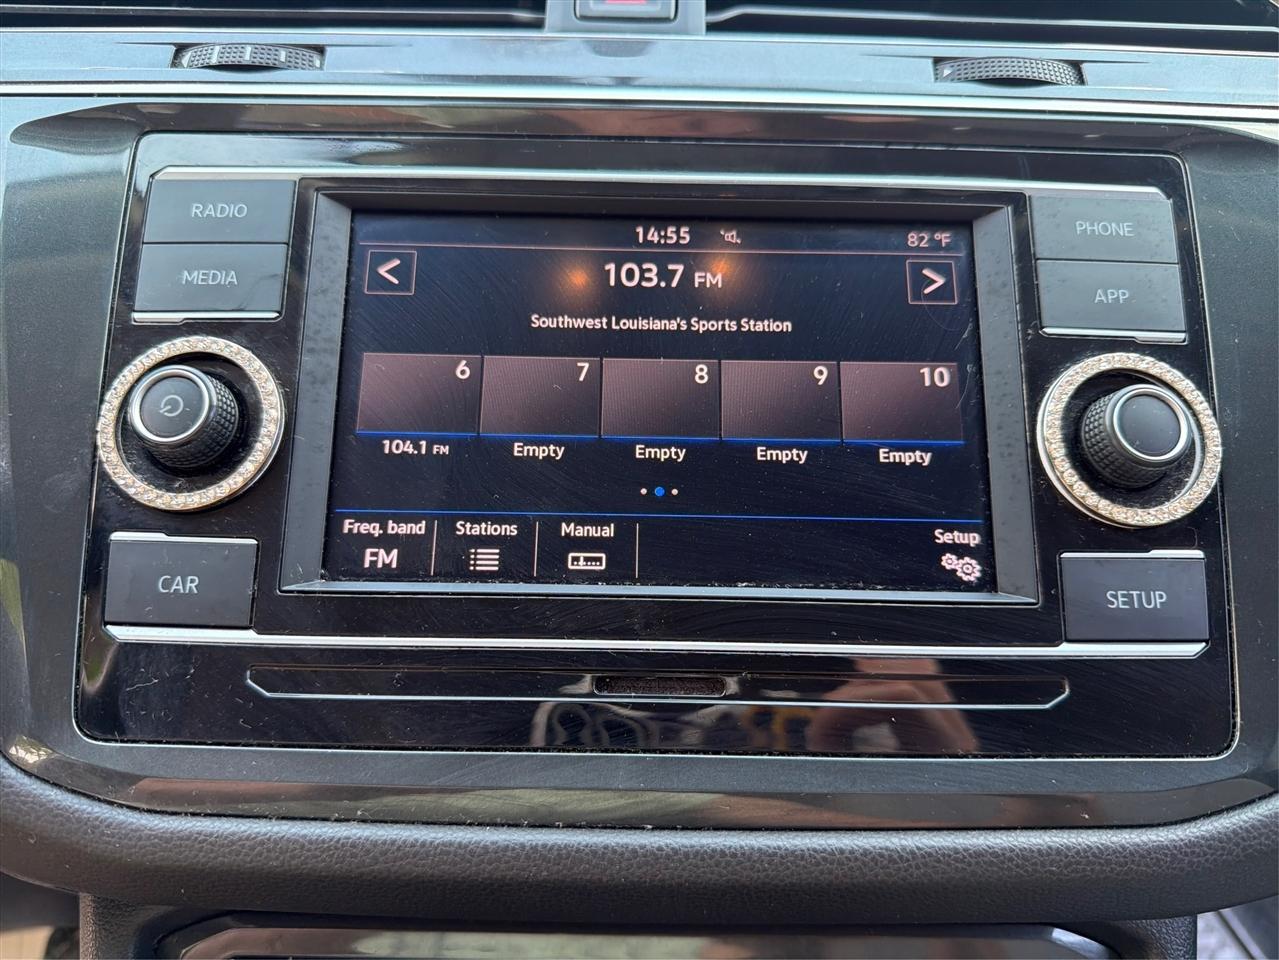 RADIO
MEDIA
PHONE
APP
14:55
82 °F
103.7 FM
Southwest Louisiana's Sports Station
6 7 8 9 10
104.1 FM Empty Empty Empty Empty
Freq. band Stations Manual Setup
FM
CAR
SETUP